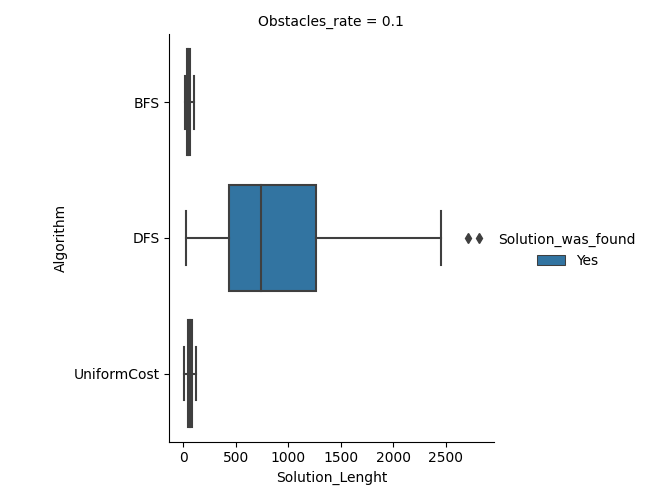 Obstacles_rate = 0.1
Algorithm
BFS
DFS
UniformCost
0 500 1000 1500 2000 2500
Solution_Lenght
Solution_was_found
Yes